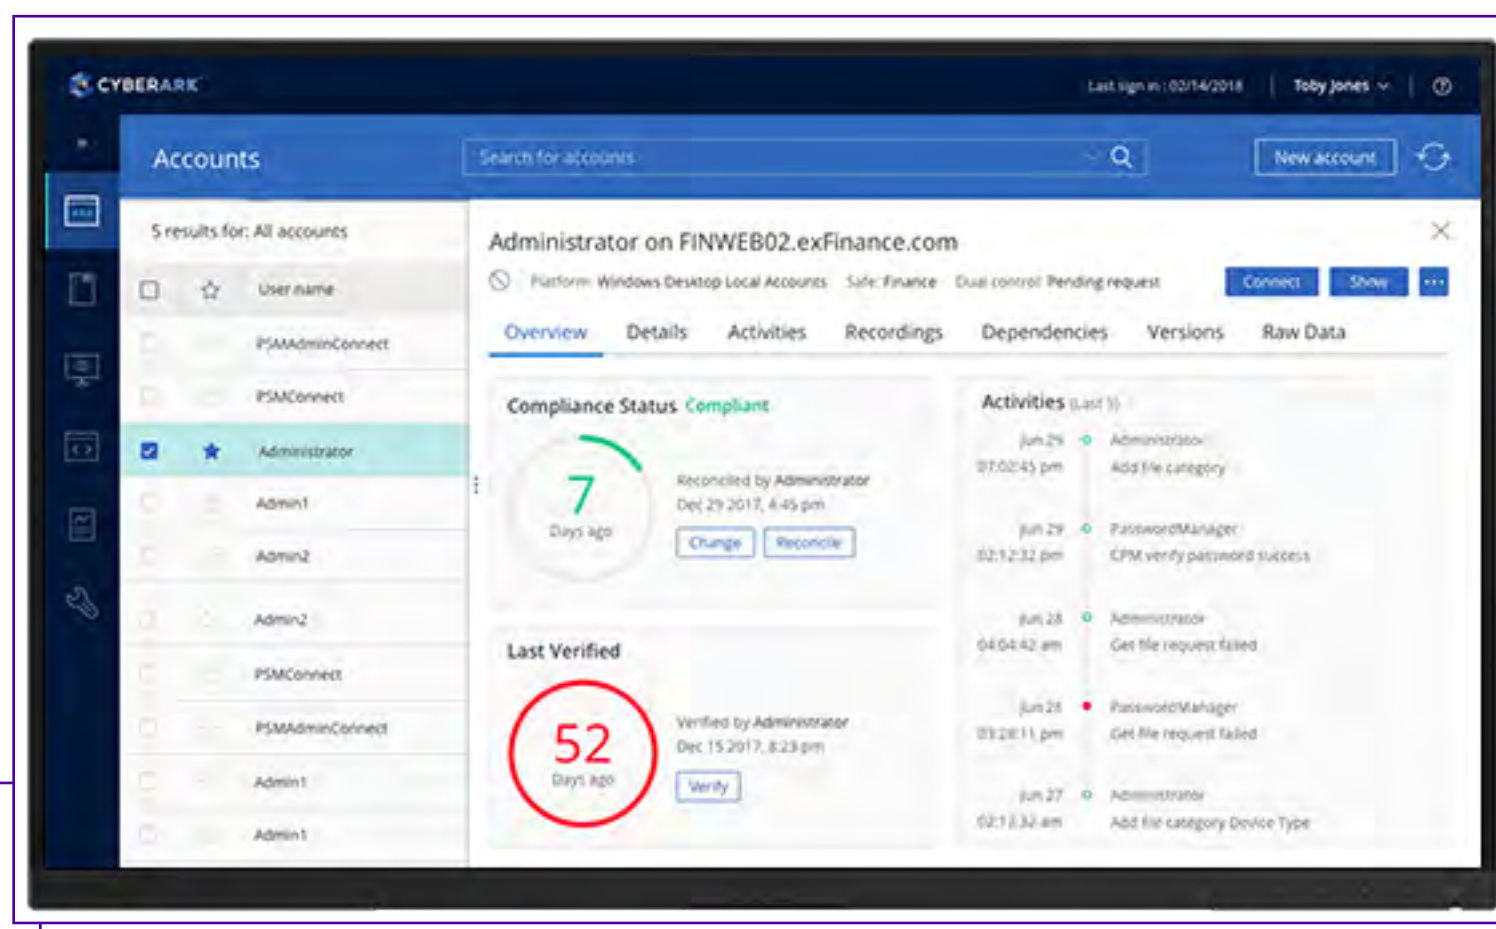 CYBERARK
Last sign in : 02/14/2018
Toby Jones
Accounts
Search for accounts
New account
5 results for: All accounts
User name
PSMAdminConnect
PSMConnect
Administrator
Admin1
Admin2
Admin2
PSMConnect
PSMAdminConnect
Admin1
Admin1
Administrator on FINWEB02.exFinance.com
Platform: Windows Desktop Local Accounts Safe: Finance Dual control: Pending request
Connect
Show
Overview Details Activities Recordings Dependencies Versions Raw Data
Compliance Status Compliant
7
Days ago
Reconciled by Administrator
Dec 29 2017, 4:45 pm
Change
Reconcile
Last Verified
52
Days ago
Verified by Administrator
Dec 15 2017, 8:23 pm
Verify
Activities (Last 5)
Jun 29 Administrator
07:02:45 pm Add file category
Jun 29 PasswordManager
02:12:32 pm CPM verify password success
Jun 28 Administrator
04:04:42 am Get file request failed
Jun 28 PasswordManager
03:28:11 pm Get file request failed
Jun 27 Administrator
am Add file category Device Type